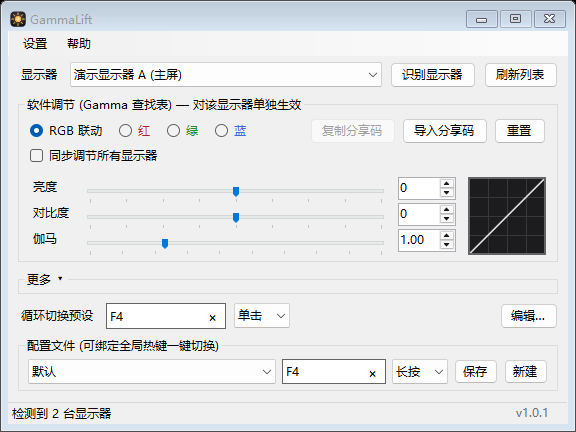 GammaLift
设置 帮助
显示器 演示显示器 A (主屏) 识别显示器 刷新列表
软件调节 (Gamma 查找表) — 对该显示器单独生效
RGB 联动 红 绿 蓝 复制分享码 导入分享码 重置
同步调节所有显示器
亮度 0
对比度 0
伽马 1.00
更多
循环切换预设 F4 × 单击 编辑...
配置文件 (可绑定全局热键一键切换)
默认 F4 × 长按 保存 新建
检测到 2 台显示器 v1.0.1